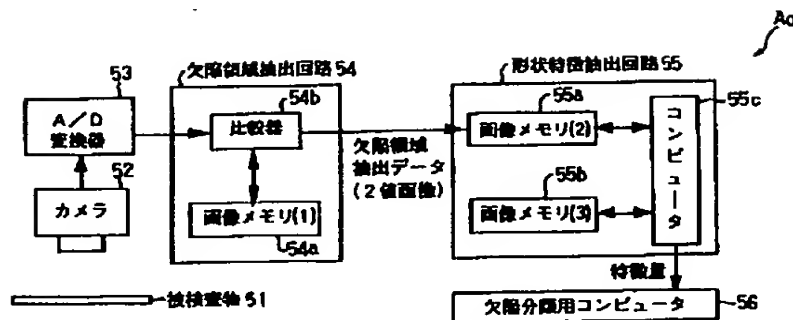 Ao
欠陥領域抽出回路 54
形状特徴抽出回路 55
53
A/D
変換器
54b
比較器
55a
画像メモリ(2)
55c
コンピュータ
欠陥領域
抽出データ
(2値画像)
52
カメラ
画像メモリ(1)
54a
55b
画像メモリ(3)
特徴量
被検査物 51
欠陥分類用コンピュータ
56